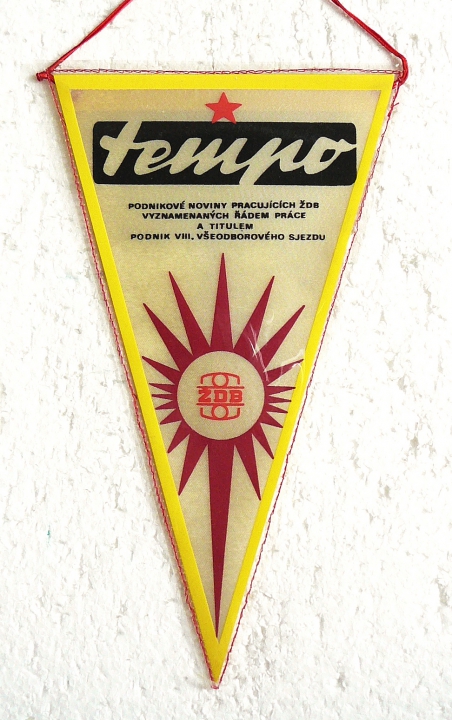 tempo
PODNIKOVÉ NOVINY PRACUJÍCÍCH ŽDB
VYZNAMENANÝCH ŘÁDEM PRÁCE
A TITULEM
PODNIK VIII. VŠEODBOROVÉHO SJEZDU
ŽDB